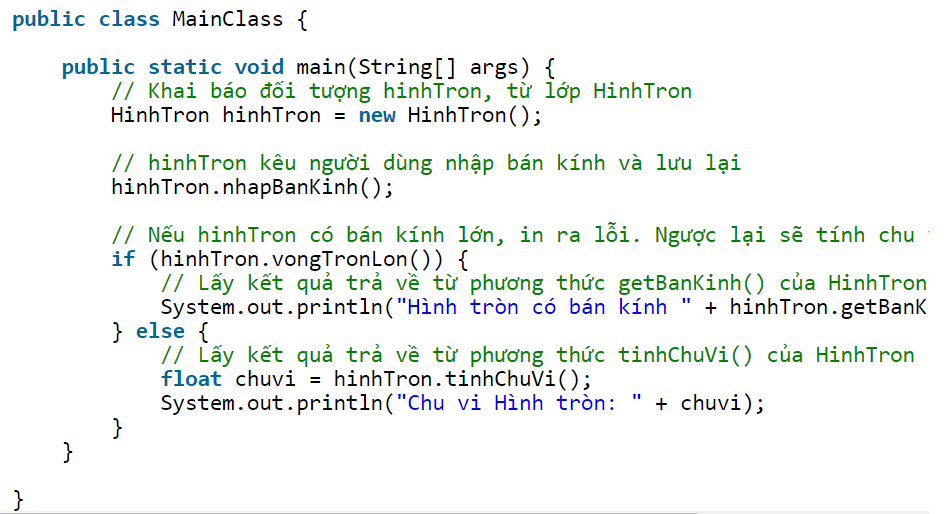 public class MainClass {
public static void main(String[] args) {
// Khai báo đối tượng hinhTron, từ lớp HinhTron
HinhTron hinhTron = new HinhTron();
// hinhTron kêu người dùng nhập bán kính và lưu lại
hinhTron.nhapBanKinh();
// Nếu hinhTron có bán kính lớn, in ra lỗi. Ngược lại sẽ tính chu
if (hinhTron.vongTronLon()) {
// Lấy kết quả trả về từ phương thức getBanKinh() của HinhTron
System.out.println("Hình tròn có bán kính " + hinhTron.getBanK
} else {
// Lấy kết quả trả về từ phương thức tinhChuVi() của HinhTron
float chuvi = hinhTron.tinhChuVi();
System.out.println("Chu vi Hình tròn: " + chuvi);
}
}
}